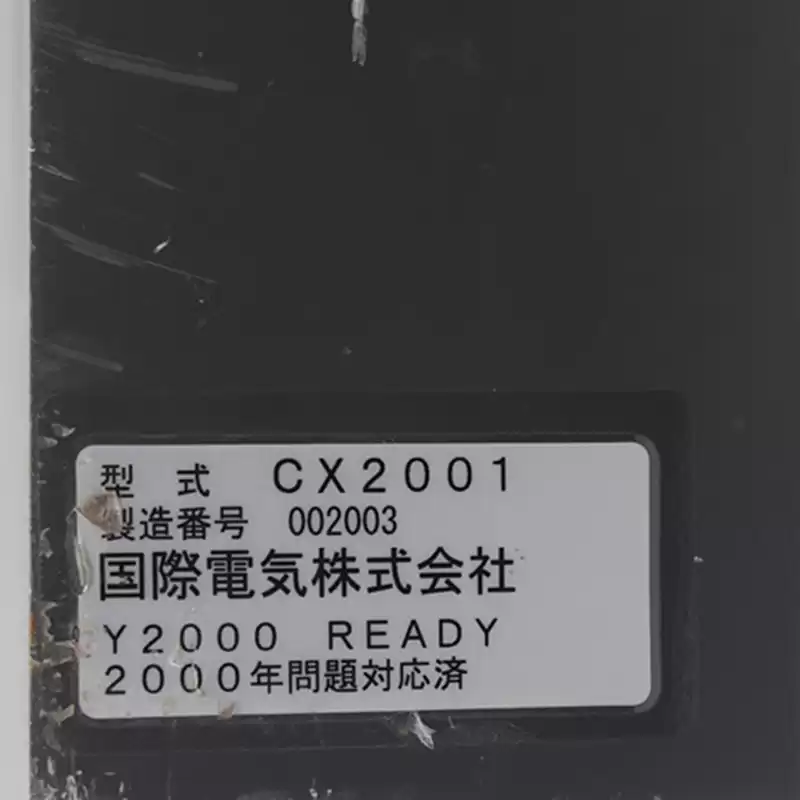 型 式 CX2001
製造番号 002003
国際電気株式会社
Y2000 READY
2000年問題対応済